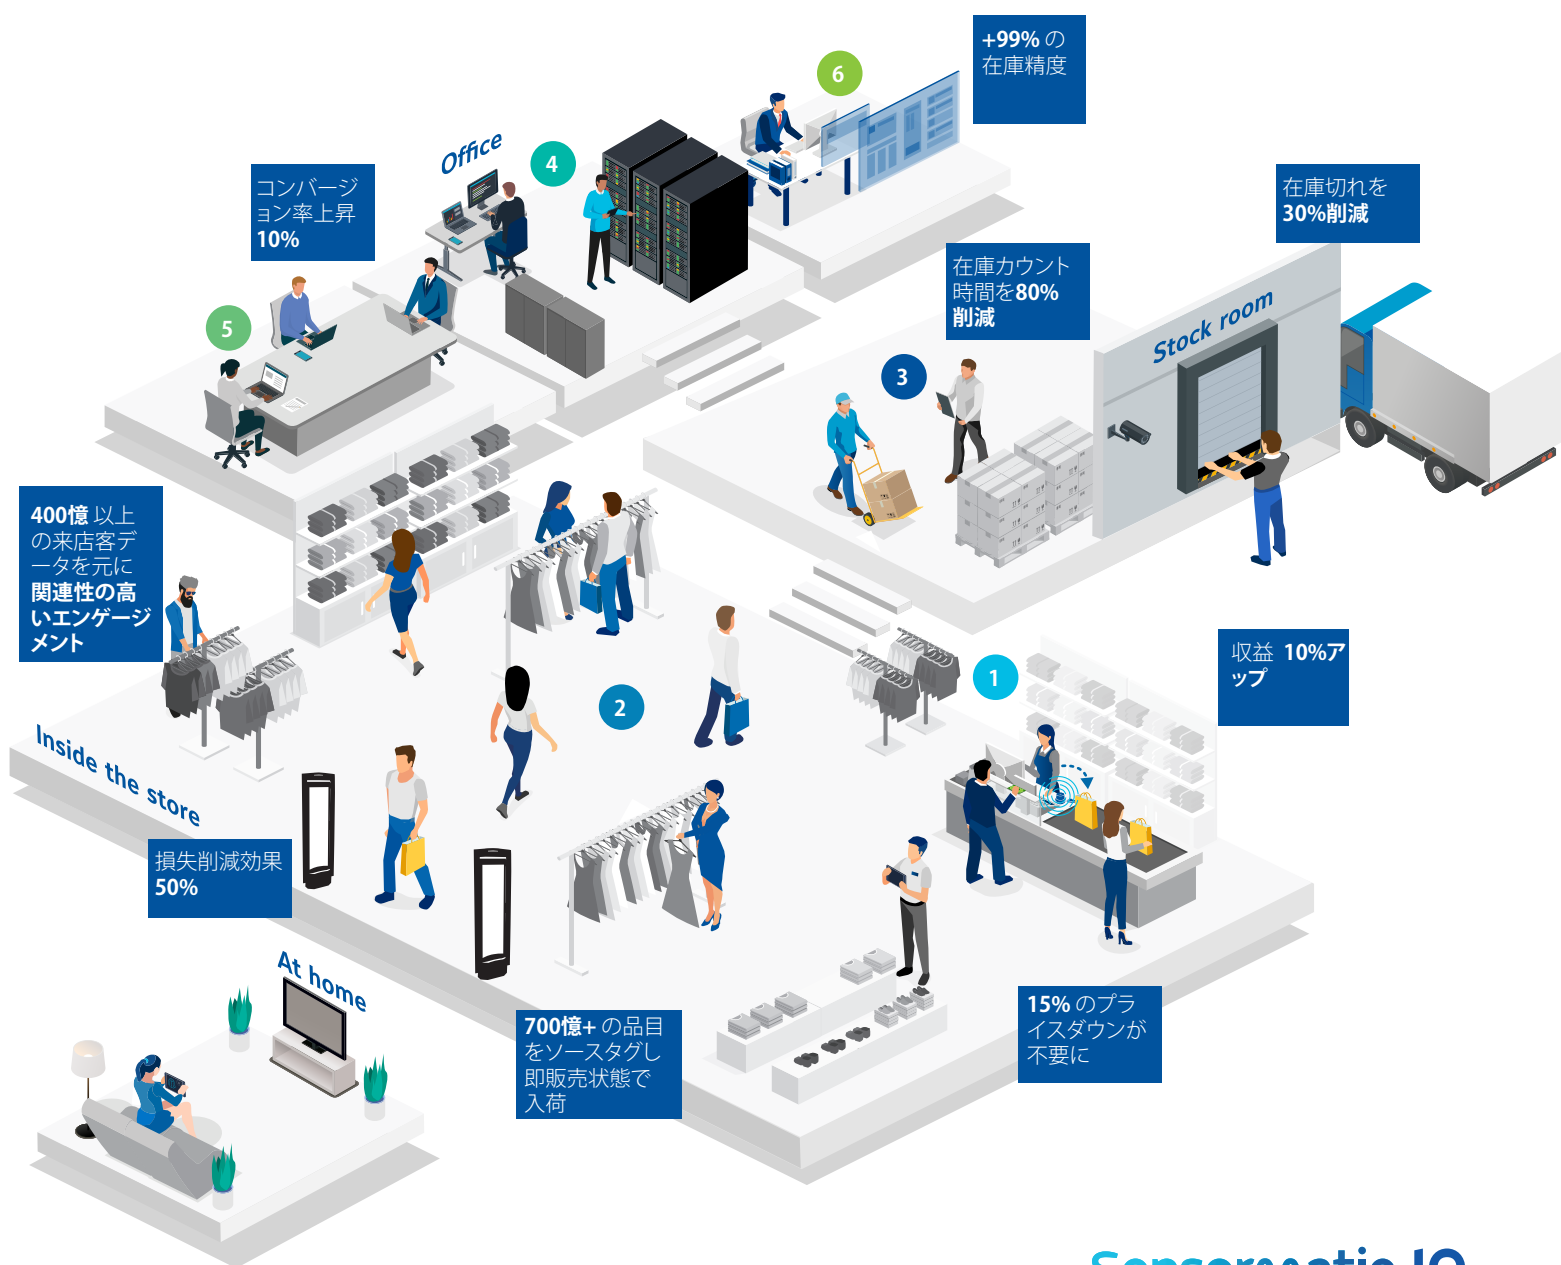 +99% の
在庫精度
6
Office
4
コンバージ
ョン率上昇
10%
在庫切れを
30%削減
在庫カウント
時間を80%
削減
Stock room
5
3
400億 以上
の来店客デ
ータを元に
関連性の高
いエンゲージ
メント
収益 10%ア
ップ
1
2
Inside the store
損失削減効果
50%
At home
700億+ の品目
をソースタグし
即販売状態で
入荷
15% のプラ
イスダウンが
不要に
Sensormatic IQ